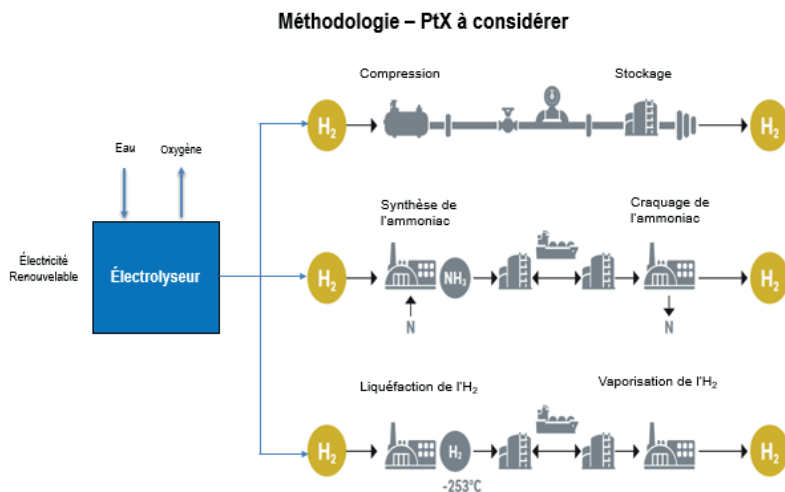 Méthodologie – PtX à considérer
Compression
Stockage
H₂
H₂
Eau
Oxygène
Électricité
Renouvelable
Électrolyseur
Synthèse de
l'ammoniac
Craquage de
l'ammoniac
H₂
NH₃
H₂
N
N
Liquéfaction de l'H₂
Vaporisation de l'H₂
H₂
H₂
H₂
-253°C